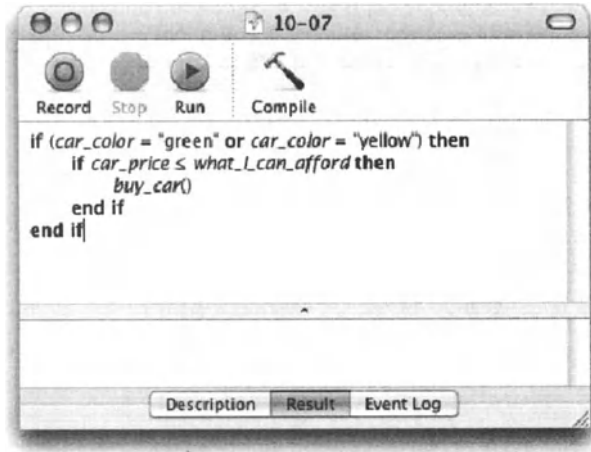 10-07
Record Stop Run Compile
if (car_color = "green" or car_color = "yellow") then
if car_price ≤ what_I_can_afford then
buy_car()
end if
end if
Description Result Event Log